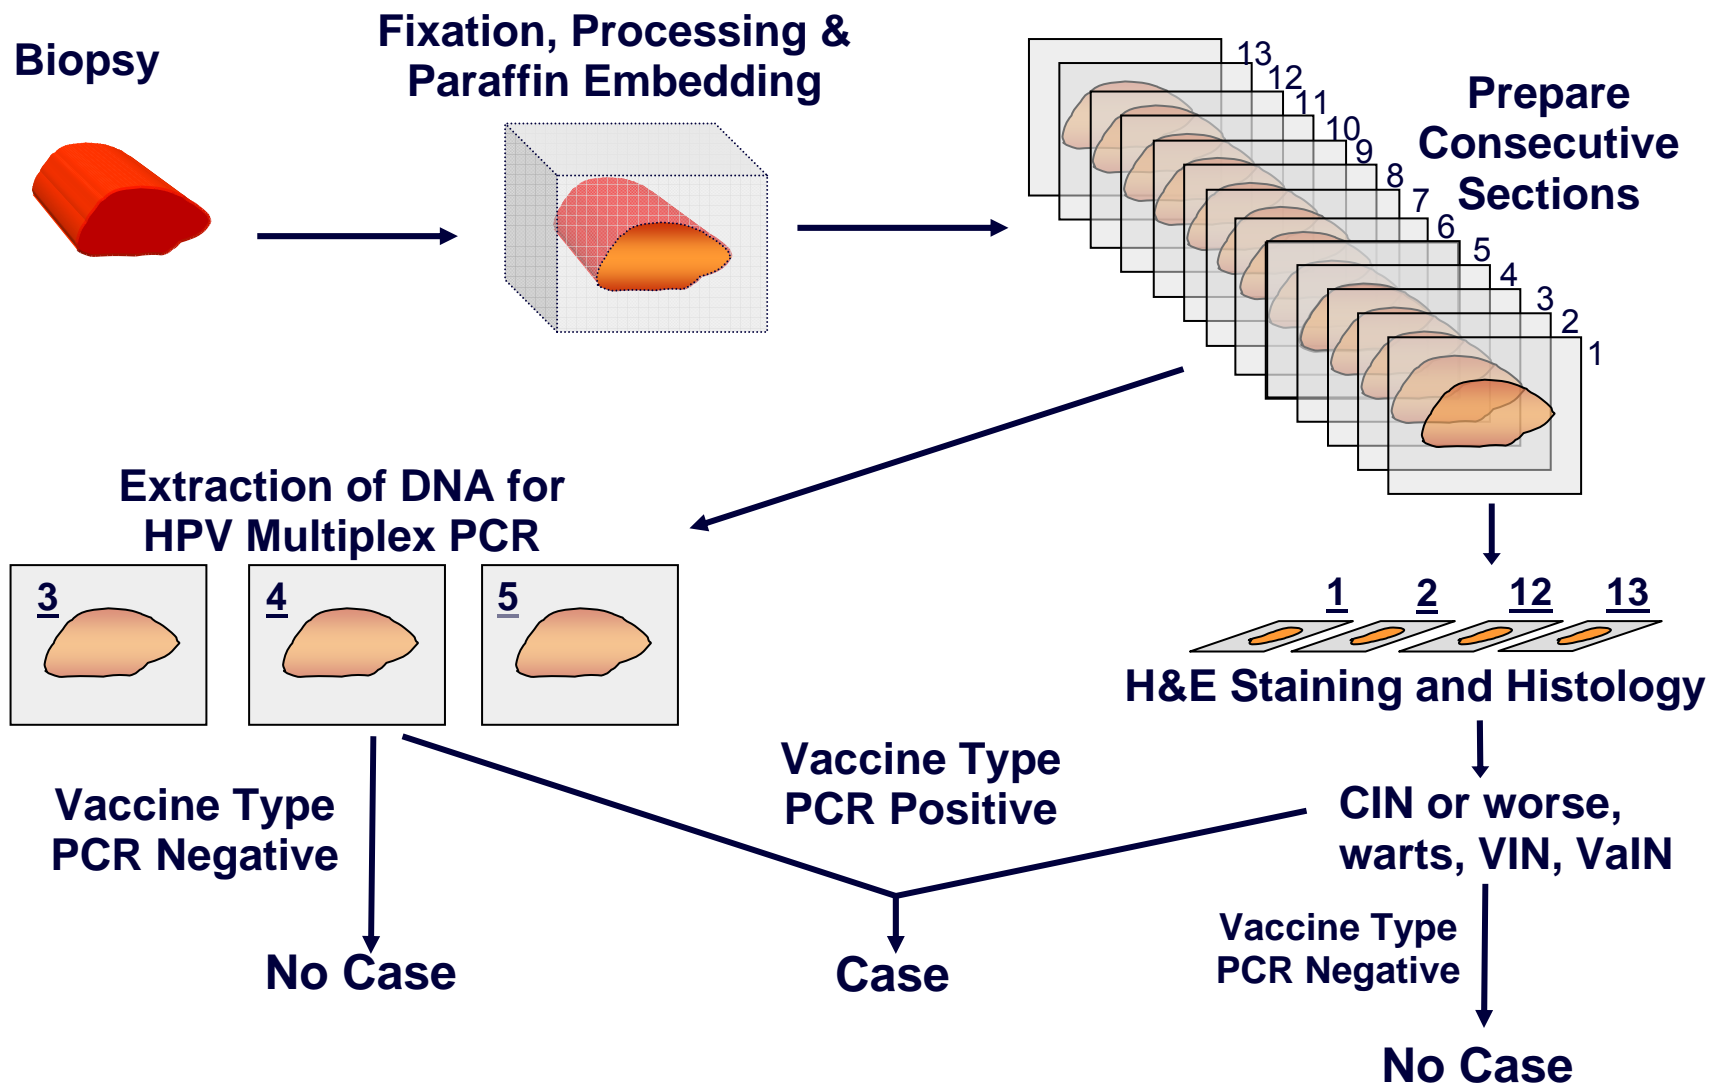 Biopsy
Fixation, Processing &
Paraffin Embedding
13
12
11
10
9
8
7
6
5
4
3
2
1
Prepare
Consecutive
Sections
Extraction of DNA for
HPV Multiplex PCR
3
4
5
1
2
12
13
H&E Staining and Histology
Vaccine Type
PCR Negative
Vaccine Type
PCR Positive
CIN or worse,
warts, VIN, VaIN
Vaccine Type
PCR Negative
No Case
Case
No Case